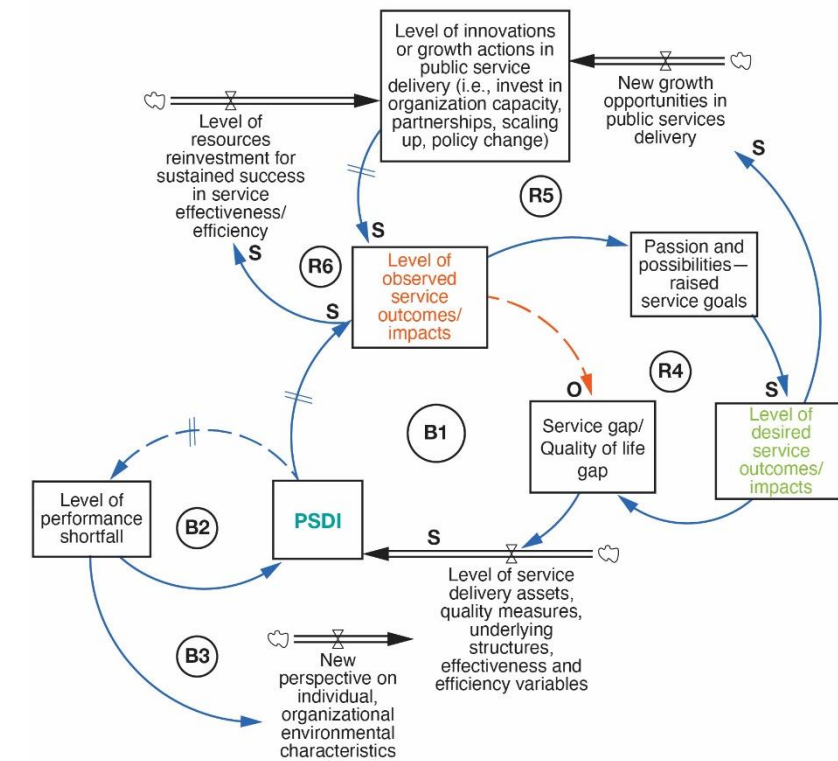 Level of innovations
or growth actions in
public service
delivery (i.e., invest in
organization capacity,
partnerships, scaling
up, policy change)
New growth
opportunities in
public services
delivery
Level of
resources
reinvestment for
sustained success
in service
effectiveness/
efficiency
S
S
R5
S
R6
Level of
observed
service
outcomes/
impacts
S
Passion and
possibilities—
raised
service goals
R4
O
S
B1
Service gap/
Quality of life
gap
Level of
desired
service
outcomes/
impacts
Level of
performance
shortfall
B2
PSDI
S
Level of service
delivery assets,
quality measures,
underlying
structures,
effectiveness and
efficiency variables
B3
New
perspective on
individual,
organizational
environmental
characteristics